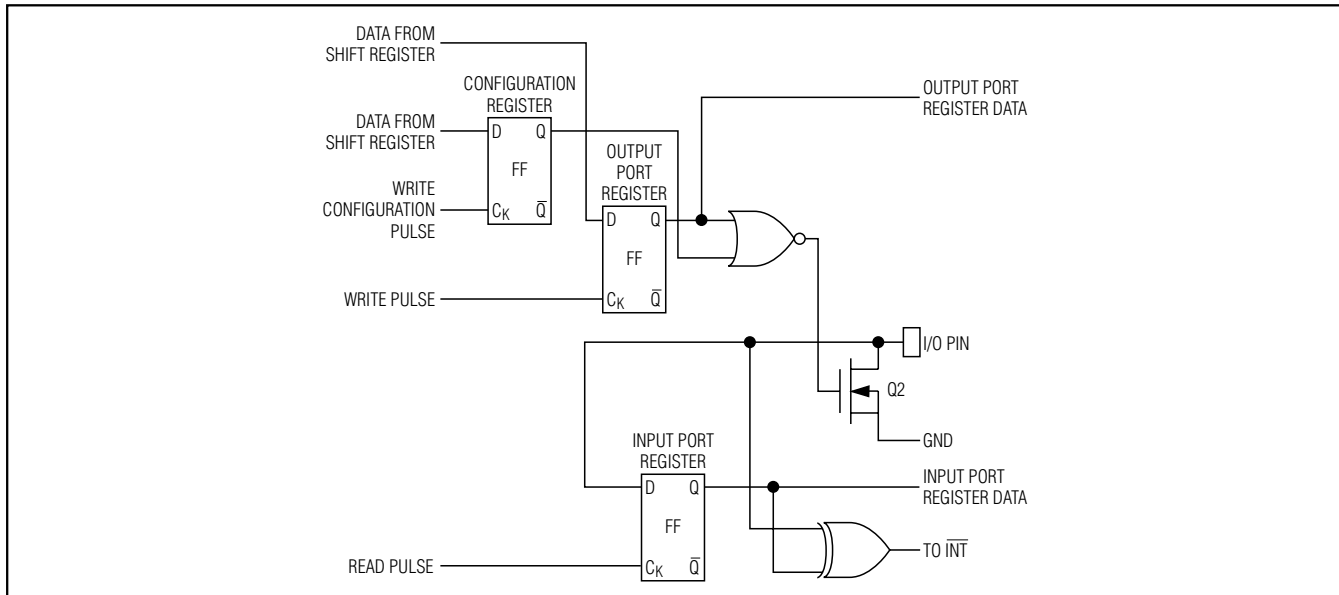 DATA FROM
SHIFT REGISTER
CONFIGURATION
REGISTER
OUTPUT PORT
REGISTER DATA
DATA FROM
SHIFT REGISTER
D Q
FF
CK Q̅
WRITE
CONFIGURATION
PULSE
OUTPUT
PORT
REGISTER
D Q
FF
CK Q̅
WRITE PULSE
I/O PIN
Q2
GND
INPUT PORT
REGISTER
D Q
FF
CK Q̅
INPUT PORT
REGISTER DATA
TO I̅N̅T̅
READ PULSE